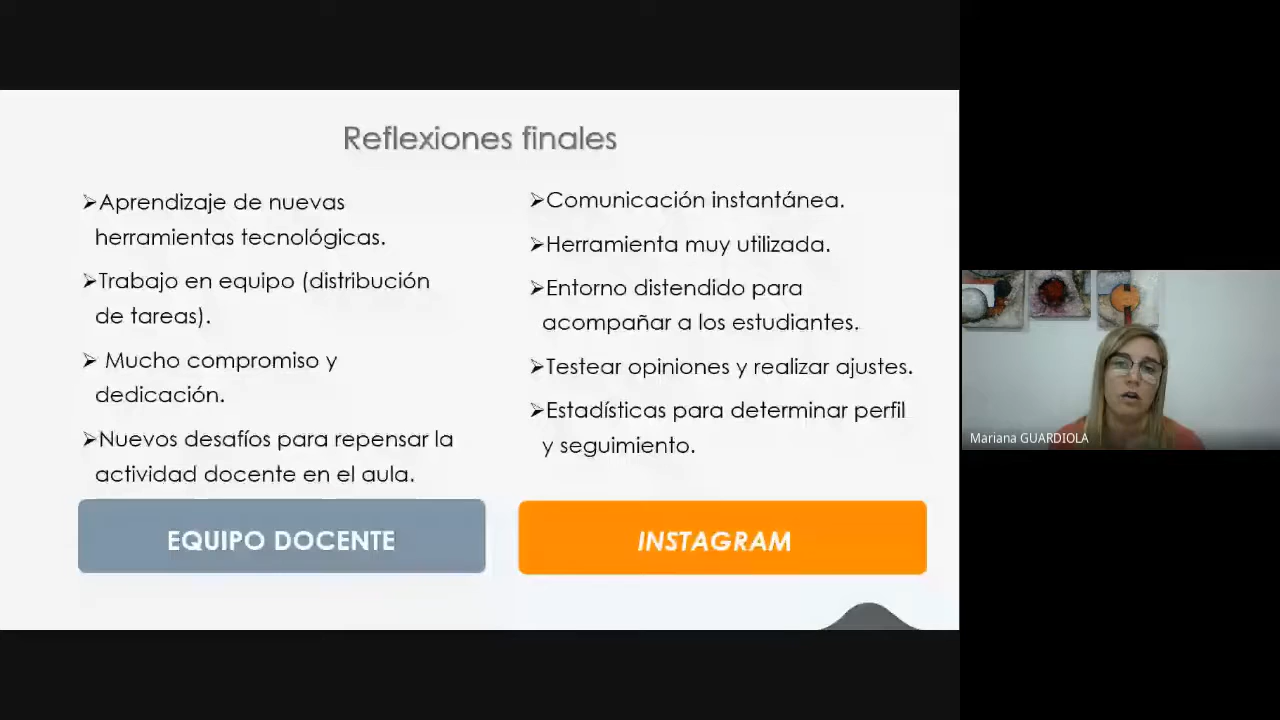 Reflexiones finales
➢Aprendizaje de nuevas
herramientas tecnológicas.
➢Trabajo en equipo (distribución
de tareas).
➢ Mucho compromiso y
dedicación.
➢Nuevos desafíos para repensar la
actividad docente en el aula.
EQUIPO DOCENTE
➢Comunicación instantánea.
➢Herramienta muy utilizada.
➢Entorno distendido para
acompañar a los estudiantes.
➢Testear opiniones y realizar ajustes.
➢Estadísticas para determinar perfil
y seguimiento.
INSTAGRAM
Mariana GUARDIOLA